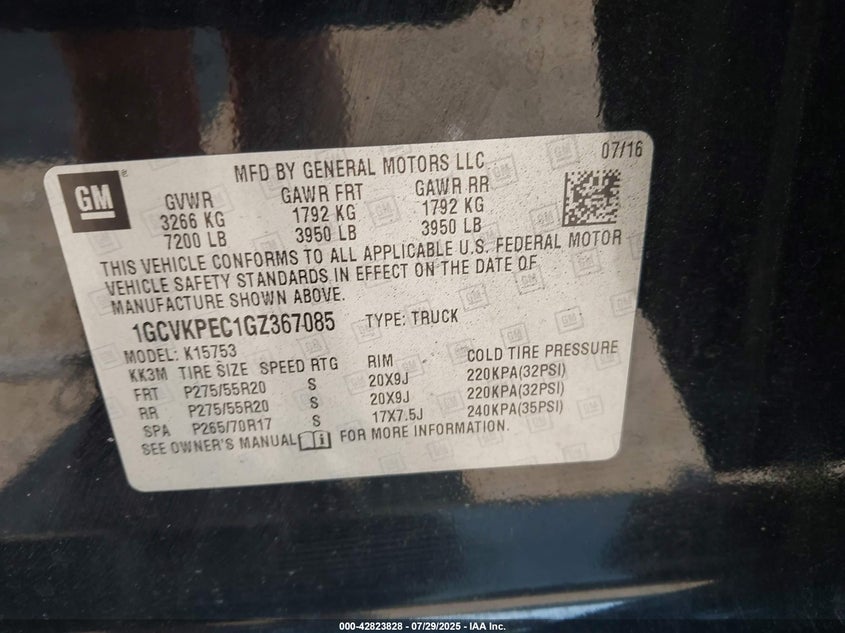 GM
MFD BY GENERAL MOTORS LLC 07/16
GVWR GAWR FRT GAWR RR
3266 KG 1792 KG 1792 KG
7200 LB 3950 LB 3950 LB
THIS VEHICLE CONFORMS TO ALL APPLICABLE U.S. FEDERAL MOTOR
VEHICLE SAFETY STANDARDS IN EFFECT ON THE DATE OF
MANUFACTURE SHOWN ABOVE.
1GCVKPEC1GZ367085 TYPE: TRUCK
MODEL: K15753
KK3M TIRE SIZE SPEED RTG RIM COLD TIRE PRESSURE
FRT P275/55R20 S 20X9J 220KPA(32PSI)
RR P275/55R20 S 20X9J 220KPA(32PSI)
SPA P265/70R17 S 17X7.5J 240KPA(35PSI)
SEE OWNER'S MANUAL FOR MORE INFORMATION.
000-42823828 - 07/29/2025 - IAA Inc.